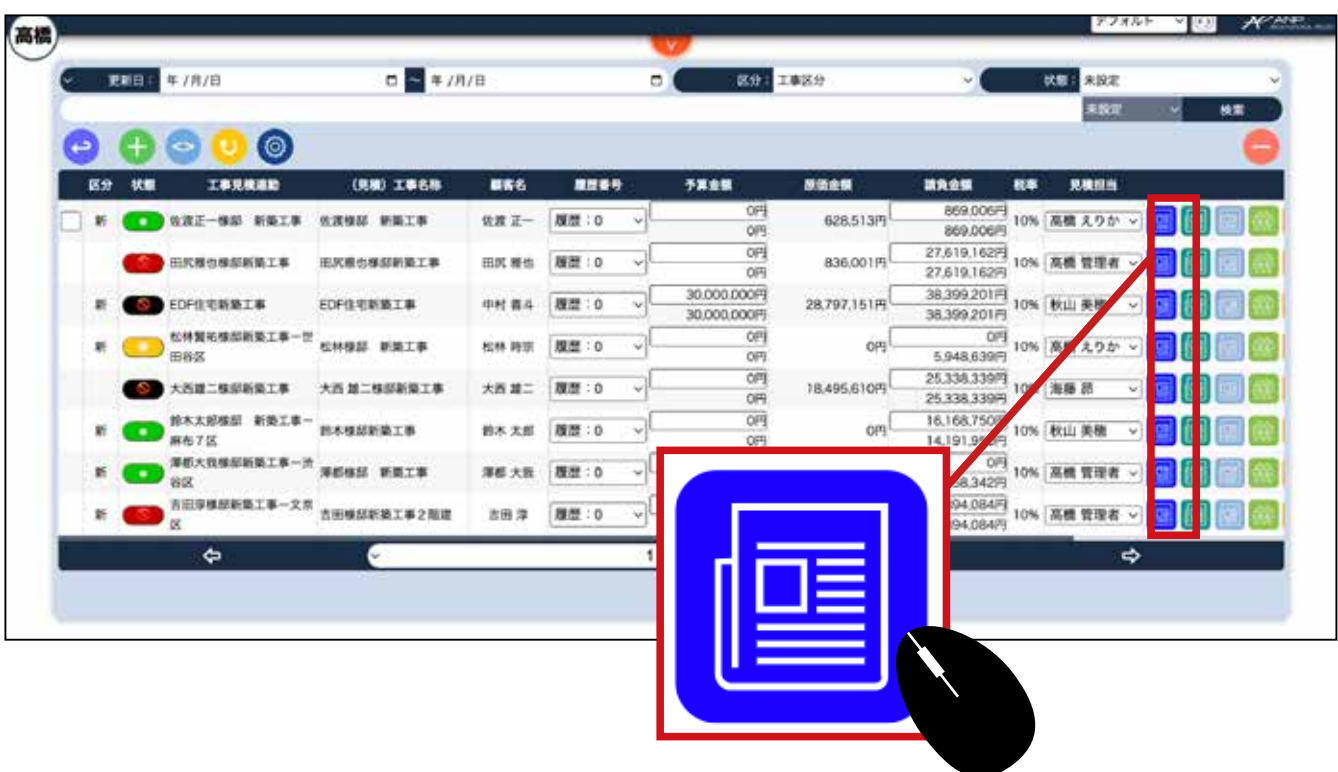 高橋
デフォルト
更新日： 年 /月/日 ～ 年 /月/日 区分： 工事区分 状態： 未設定
未設定 検索
区分 状態 工事見積連動 （見積）工事名称 顧客名 履歴番号 予算金額 原価金額 請負金額 税率 見積担当
新 佐渡正一様邸 新築工事 佐渡様邸 新築工事 佐渡 正一 履歴：0 0円 628,513円 869,006円 10% 高橋 えりか
0円 869,006円
田尻雅也様邸新築工事 田尻雅也様邸新築工事 田尻 雅也 履歴：0 0円 836,001円 27,619,162円 10% 高橋 管理者
0円 27,619,162円
新 EDF住宅新築工事 EDF住宅新築工事 中村 喜斗 履歴：0 30,000,000円 28,797,151円 38,399,201円 10% 秋山 美穂
30,000,000円 38,399,201円
新 松林賢祐様邸新築工事ー世 松林様邸 新築工事 松林 時宗 履歴：0 0円 0円 0円 10% 高橋 えりか
田谷区 0円 5,948,639円
大西雄二様邸新築工事 大西 雄二様邸新築工事 大西 雄二 履歴：0 0円 18,495,610円 25,338,339円 10% 海藤 昴
0円 25,338,339円
新 鈴木太郎様邸 新築工事ー 鈴木様邸新築工事 鈴木 太郎 履歴：0 0円 0円 16,168,750円 10% 秋山 美穂
麻布７区 0円
新 澤都大我様邸新築工事ー渋 澤都様邸 新築工事 澤都 大我 履歴：0 0円 10% 高橋 管理者
谷区 8,342円
新 吉田淳様邸新築工事ー文京 吉田様邸新築工事２階建 吉田 淳 履歴：0 94,084円 10% 高橋 管理者
区 94,084円
1